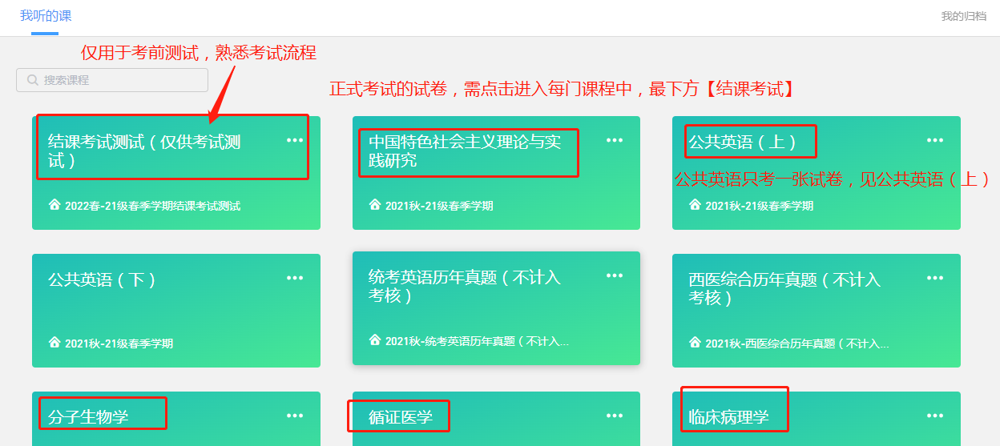 我听的课
我的归档
仅用于考前测试，熟悉考试流程
搜索课程
正式考试的试卷，需点击进入每门课程中，最下方【结课考试】
结课考试测试（仅供考试测
试）
2022春-21级春季学期结课考试测试
中国特色社会主义理论与实
践研究
2021秋-21级春季学期
公共英语（上）
公共英语只考一张试卷，见公共英语（上）
2021秋-21级春季学期
公共英语（下）
2021秋-21级春季学期
统考英语历年真题（不计入
考核）
2021秋-统考英语历年真题（不计入...
西医综合历年真题（不计入
考核）
2021秋-西医综合历年真题（不计入...
分子生物学
循证医学
临床病理学